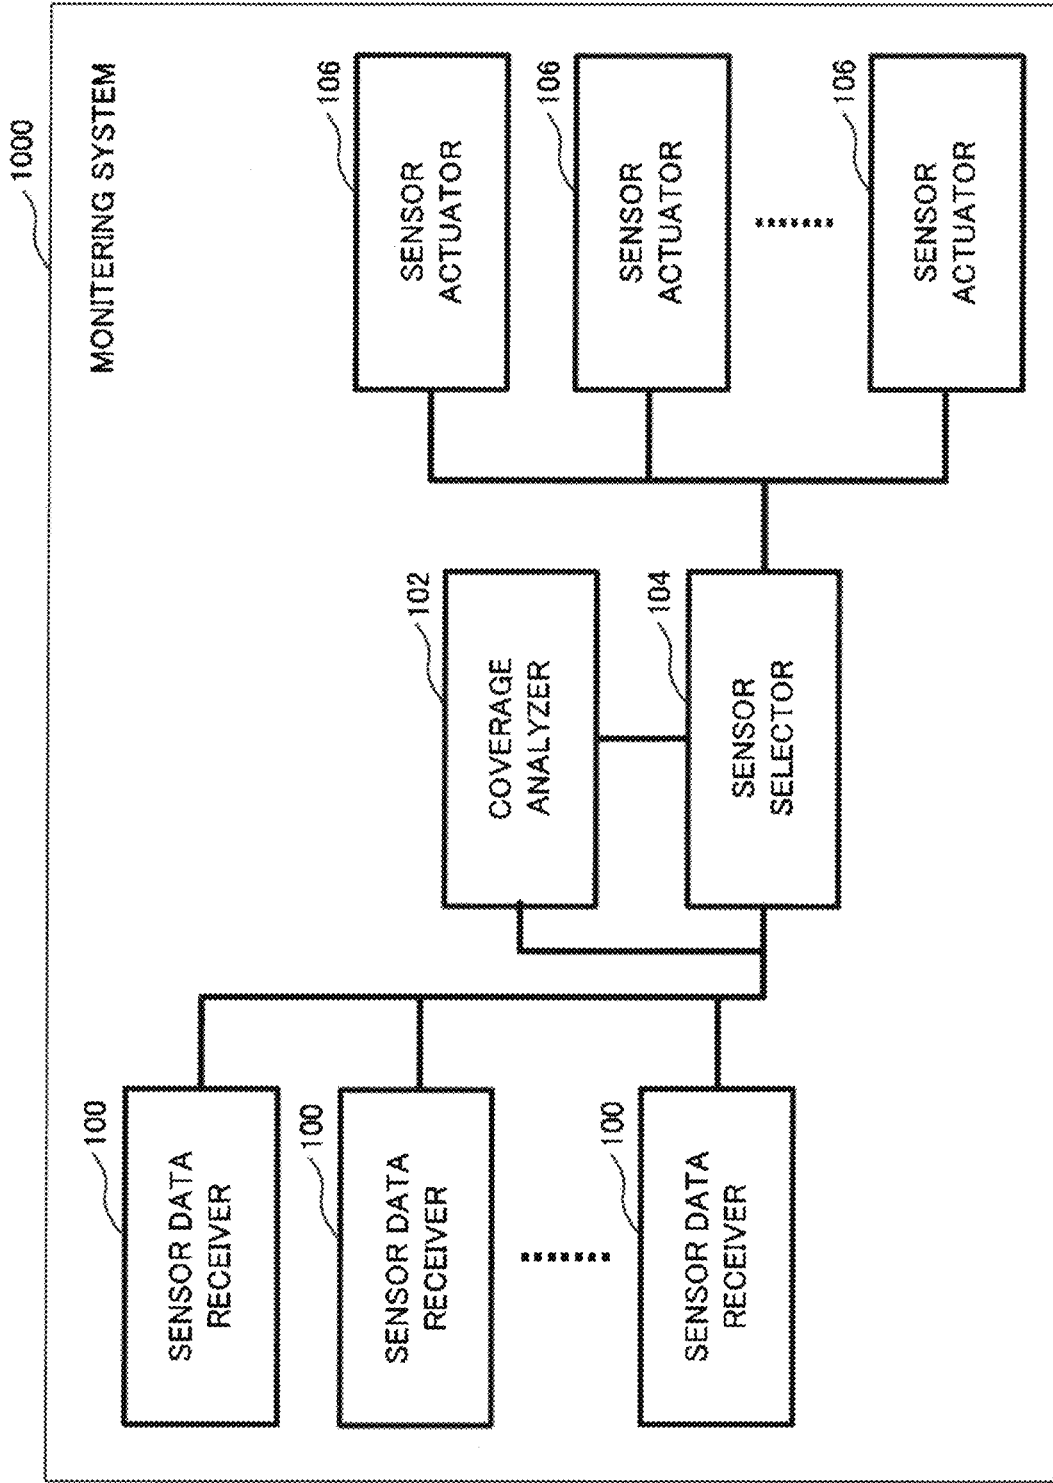 1000
MONITERING SYSTEM
100
SENSOR DATA
RECEIVER
100
SENSOR DATA
RECEIVER
100
SENSOR DATA
RECEIVER
102
COVERAGE
ANALYZER
104
SENSOR
SELECTOR
106
SENSOR
ACTUATOR
106
SENSOR
ACTUATOR
106
SENSOR
ACTUATOR